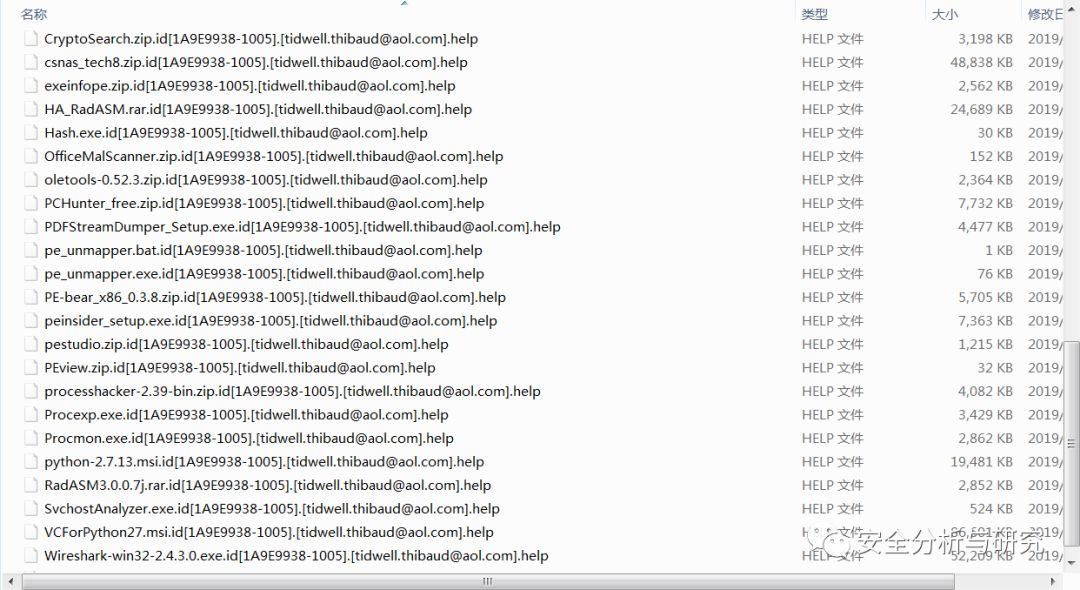 名称 类型 大小 修改日
CryptoSearch.zip.id[1A9E9938-1005].[tidwell.thibaud@aol.com].help HELP 文件 3,198 KB 2019/
csnas_tech8.zip.id[1A9E9938-1005].[tidwell.thibaud@aol.com].help HELP 文件 48,838 KB 2019/
exeinfope.zip.id[1A9E9938-1005].[tidwell.thibaud@aol.com].help HELP 文件 2,562 KB 2019/
HA_RadASM.rar.id[1A9E9938-1005].[tidwell.thibaud@aol.com].help HELP 文件 24,689 KB 2019/
Hash.exe.id[1A9E9938-1005].[tidwell.thibaud@aol.com].help HELP 文件 30 KB 2019/
OfficeMalScanner.zip.id[1A9E9938-1005].[tidwell.thibaud@aol.com].help HELP 文件 152 KB 2019/
oletools-0.52.3.zip.id[1A9E9938-1005].[tidwell.thibaud@aol.com].help HELP 文件 2,364 KB 2019/
PCHunter_free.zip.id[1A9E9938-1005].[tidwell.thibaud@aol.com].help HELP 文件 7,732 KB 2019/
PDFStreamDumper_Setup.exe.id[1A9E9938-1005].[tidwell.thibaud@aol.com].help HELP 文件 4,477 KB 2019/
pe_unmapper.bat.id[1A9E9938-1005].[tidwell.thibaud@aol.com].help HELP 文件 1 KB 2019/
pe_unmapper.exe.id[1A9E9938-1005].[tidwell.thibaud@aol.com].help HELP 文件 76 KB 2019/
PE-bear_x86_0.3.8.zip.id[1A9E9938-1005].[tidwell.thibaud@aol.com].help HELP 文件 5,705 KB 2019/
peinsider_setup.exe.id[1A9E9938-1005].[tidwell.thibaud@aol.com].help HELP 文件 7,363 KB 2019/
pestudio.zip.id[1A9E9938-1005].[tidwell.thibaud@aol.com].help HELP 文件 1,215 KB 2019/
PEview.zip.id[1A9E9938-1005].[tidwell.thibaud@aol.com].help HELP 文件 32 KB 2019/
processhacker-2.39-bin.zip.id[1A9E9938-1005].[tidwell.thibaud@aol.com].help HELP 文件 4,082 KB 2019/
Procexp.exe.id[1A9E9938-1005].[tidwell.thibaud@aol.com].help HELP 文件 3,429 KB 2019/
Procmon.exe.id[1A9E9938-1005].[tidwell.thibaud@aol.com].help HELP 文件 2,862 KB 2019/
python-2.7.13.msi.id[1A9E9938-1005].[tidwell.thibaud@aol.com].help HELP 文件 19,481 KB 2019/
RadASM3.0.0.7j.rar.id[1A9E9938-1005].[tidwell.thibaud@aol.com].help HELP 文件 2,852 KB 2019/
SvchostAnalyzer.exe.id[1A9E9938-1005].[tidwell.thibaud@aol.com].help HELP 文件 524 KB 2019/
VCForPython27.msi.id[1A9E9938-1005].[tidwell.thibaud@aol.com].help HELP 文件 KB 2019/
安全分析与研究
Wireshark-win32-2.4.3.0.exe.id[1A9E9938-1005].[tidwell.thibaud@aol.com].help HELP 文件 52,209 KB 2019/